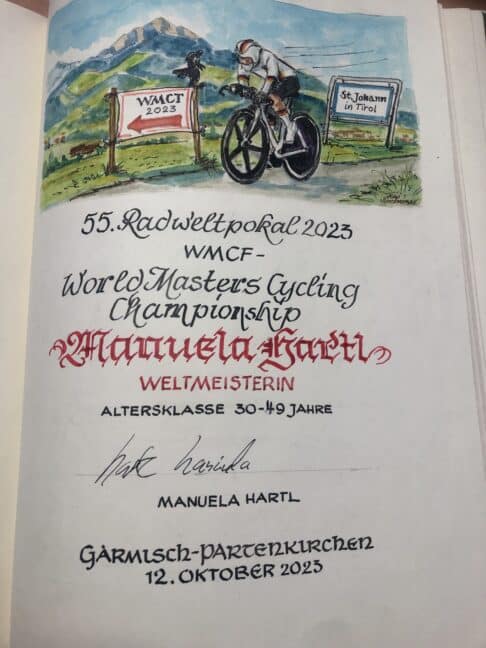 WMCT
2023
St. Johann
in Tirol
55. Radweltpokal 2023
WMCF-
World Masters Cycling
Championship
Manuela Hartl
WELTMEISTERIN
ALTERSKLASSE 30-49 JAHRE
MANUELA HARTL
GARMISCH-PARTENKIRCHEN
12. OKTOBER 2023